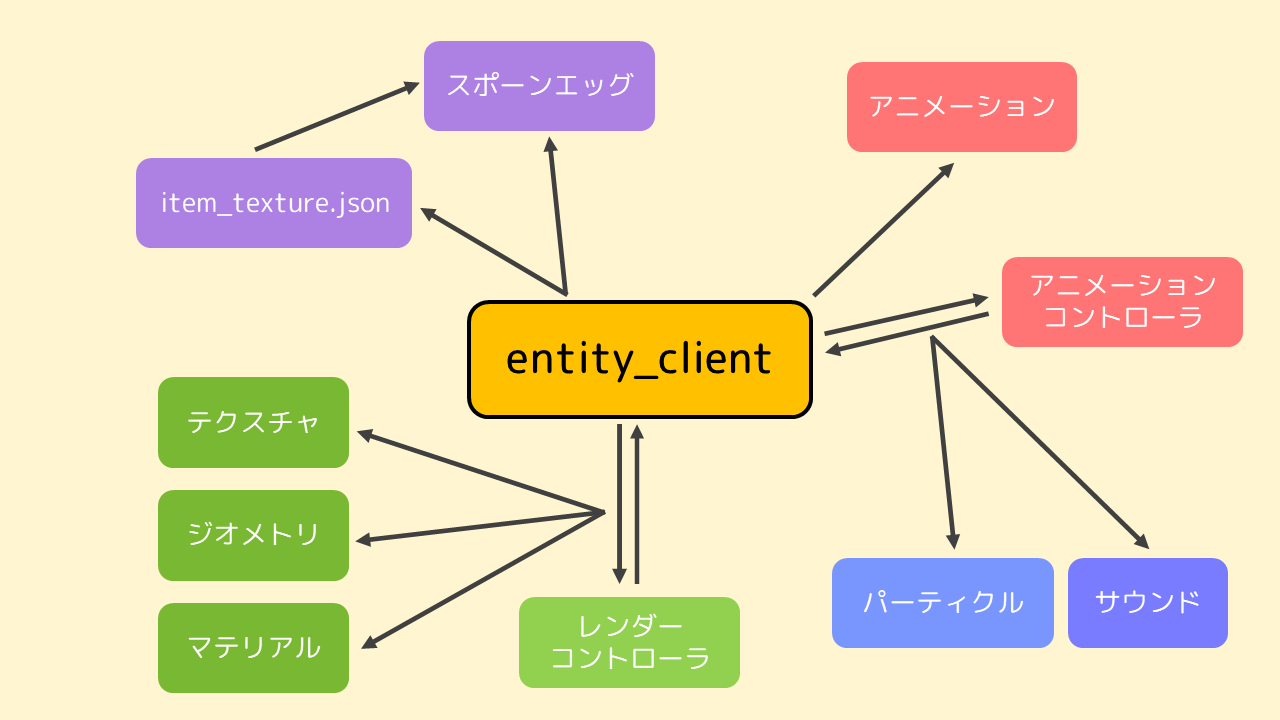 スポーンエッグ
アニメーション
item_texture.json
アニメーション
コントローラ
entity_client
テクスチャ
ジオメトリ
マテリアル
レンダー
コントローラ
パーティクル
サウンド